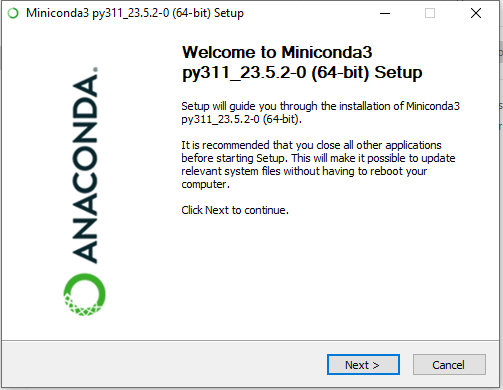 Miniconda3 py311_23.5.2-0 (64-bit) Setup
Welcome to Miniconda3
py311_23.5.2-0 (64-bit) Setup
Setup will guide you through the installation of Miniconda3
py311_23.5.2-0 (64-bit).
It is recommended that you close all other applications
before starting Setup. This will make it possible to update
relevant system files without having to reboot your
computer.
Click Next to continue.
ANACONDA.
Next >
Cancel